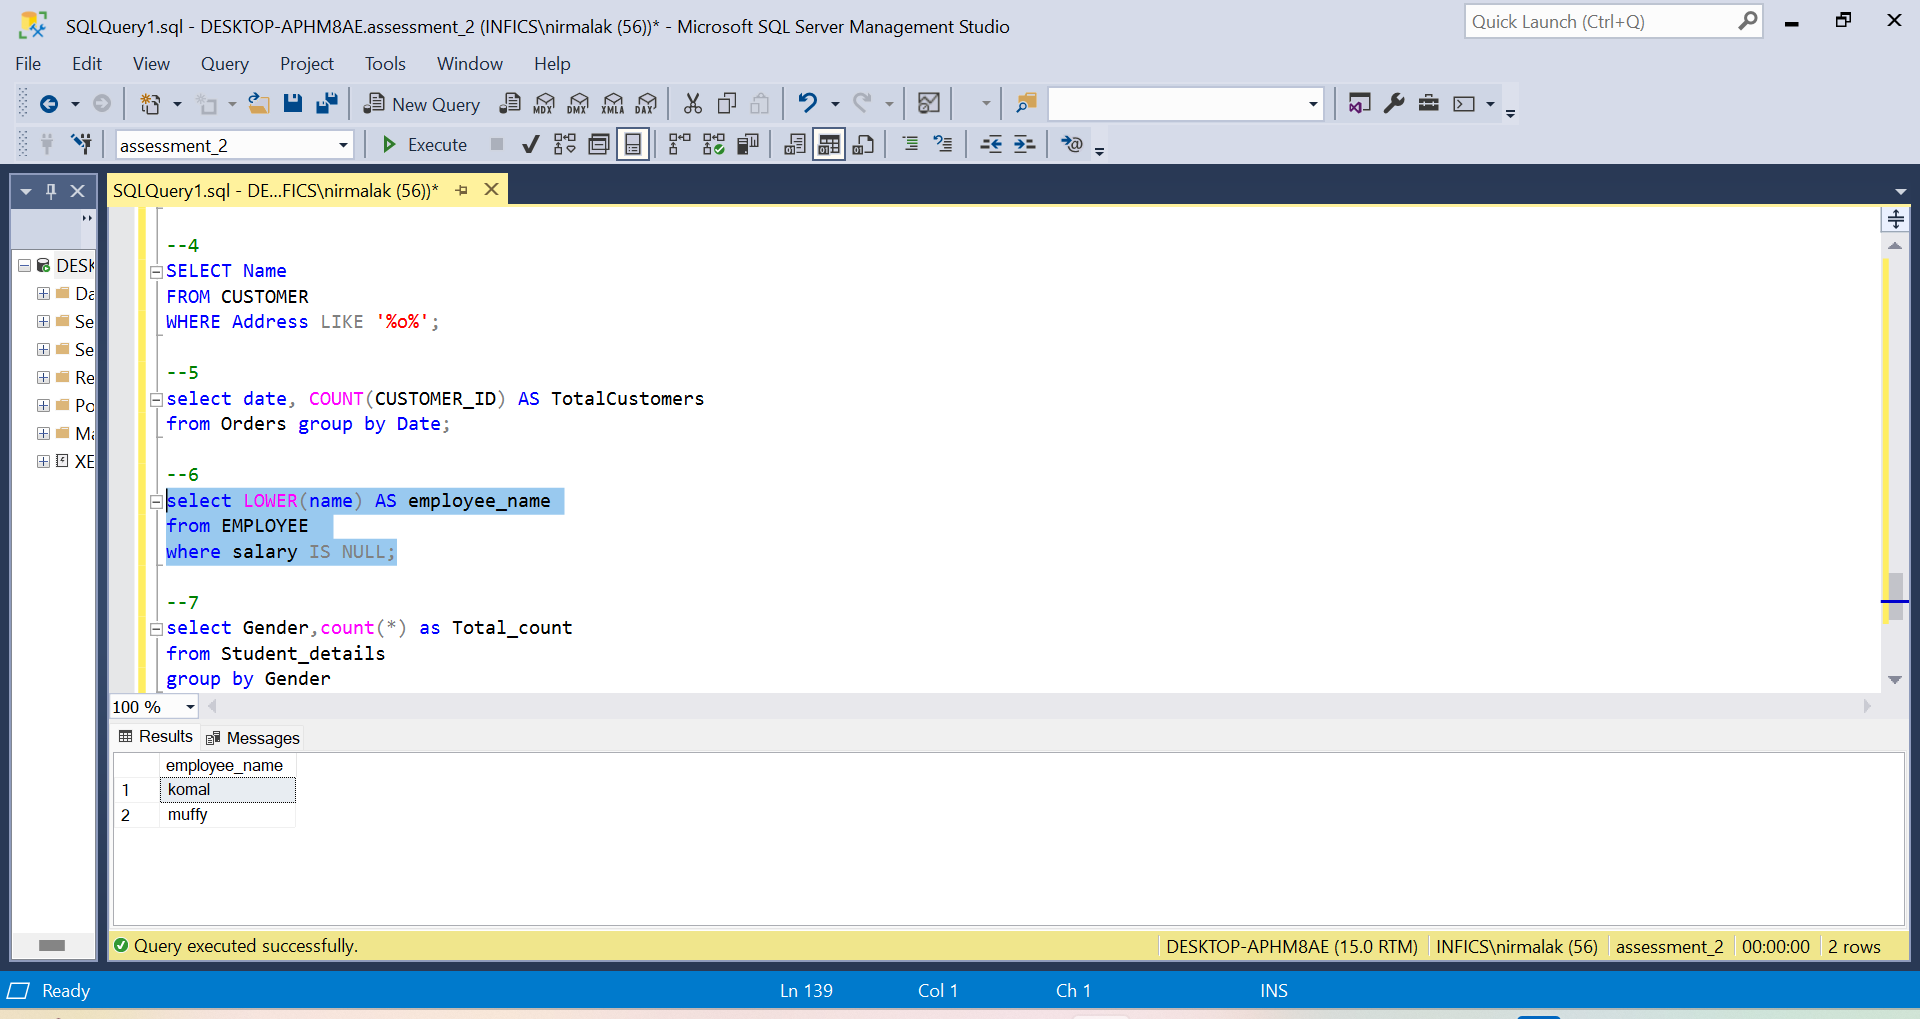 SQLQuery1.sql - DESKTOP-APHM8AE.assessment_2 (INFICS\nirmalak (56))* - Microsoft SQL Server Management Studio
Quick Launch (Ctrl+Q)
File Edit View Query Project Tools Window Help
New Query MDX DMX XMLA DAX
assessment_2 Execute
SQLQuery1.sql - DE...FICS\nirmalak (56))*
DESK
Da
Se
Se
Re
Po
Ma
XE
--4
SELECT Name
FROM CUSTOMER
WHERE Address LIKE '%o%';
--5
select date, COUNT(CUSTOMER_ID) AS TotalCustomers
from Orders group by Date;
--6
select LOWER(name) AS employee_name
from EMPLOYEE
where salary IS NULL;
--7
select Gender,count(*) as Total_count
from Student_details
group by Gender
100 %
Results Messages
employee_name
1 komal
2 muffy
Query executed successfully. DESKTOP-APHM8AE (15.0 RTM) INFICS\nirmalak (56) assessment_2 00:00:00 2 rows
Ready Ln 139 Col 1 Ch 1 INS